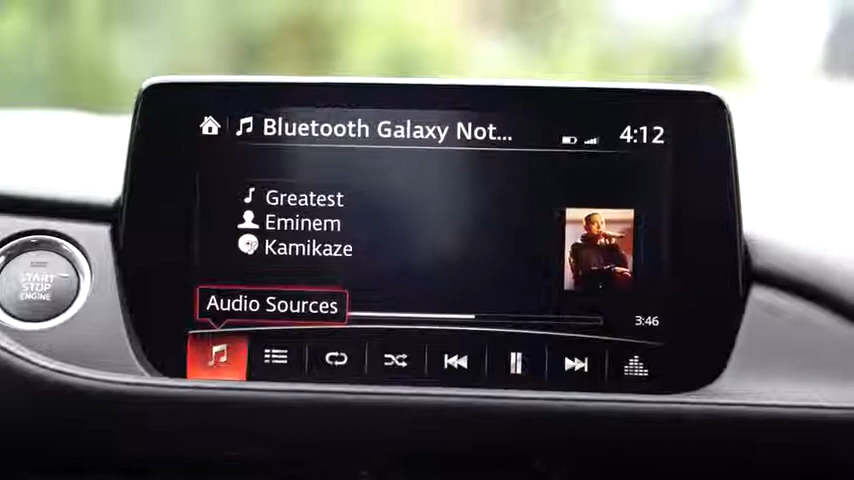 Bluetooth Galaxy Not...
4:12
Greatest
Eminem
Kamikaze
START
STOP
ENGINE
Audio Sources
3:46